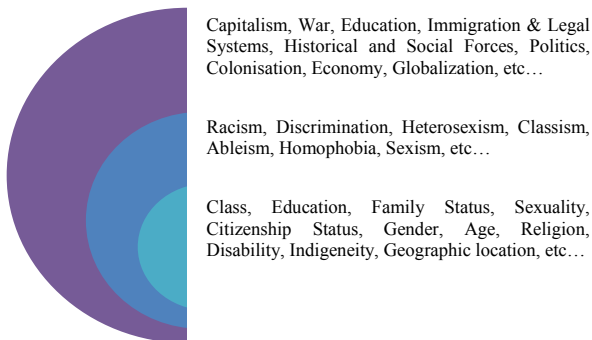 Capitalism, War, Education, Immigration & Legal
Systems, Historical and Social Forces, Politics,
Colonisation, Economy, Globalization, etc…
Racism, Discrimination, Heterosexism, Classism,
Ableism, Homophobia, Sexism, etc…
Class, Education, Family Status, Sexuality,
Citizenship Status, Gender, Age, Religion,
Disability, Indigeneity, Geographic location, etc…